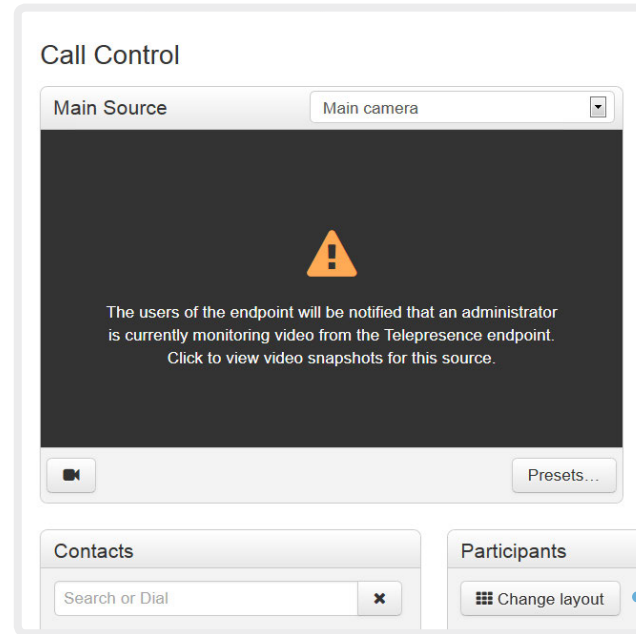 Call Control
Main Source
Main camera
The users of the endpoint will be notified that an administrator
is currently monitoring video from the Telepresence endpoint.
Click to view video snapshots for this source.
Presets...
Contacts
Search or Dial
Participants
Change layout